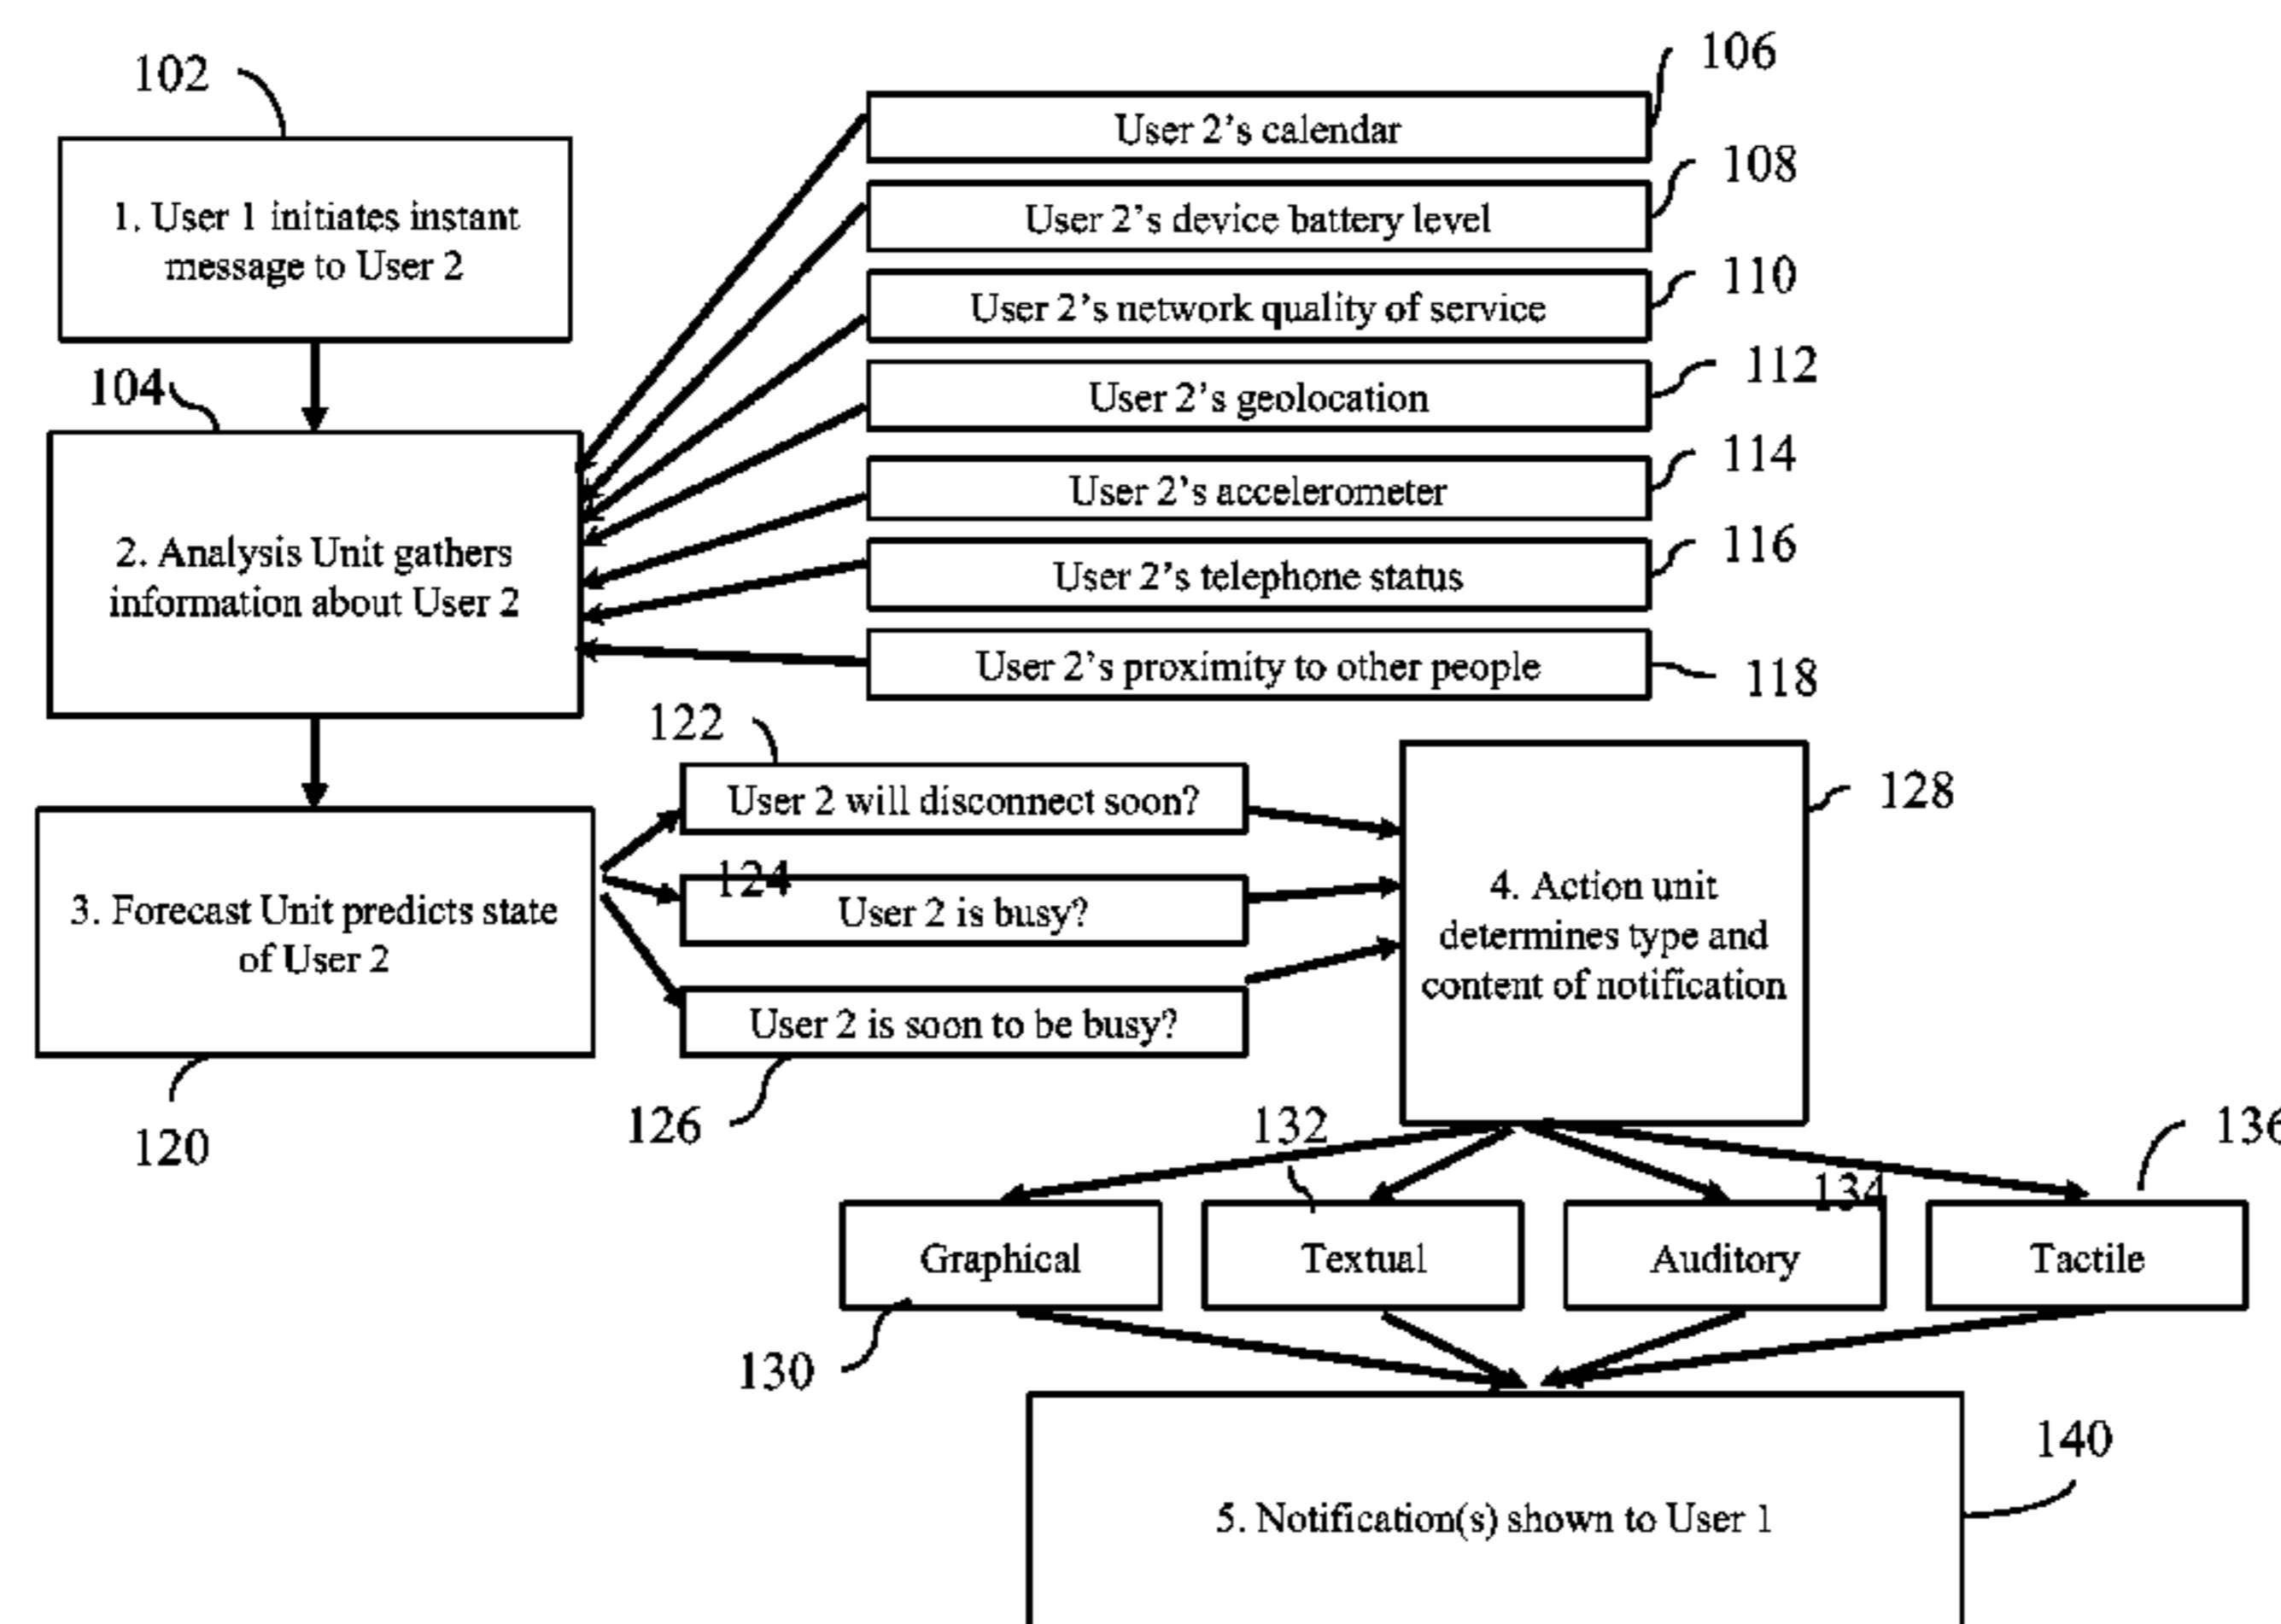 102
106
User 2's calendar
108
1. User 1 initiates instant
message to User 2
User 2's device battery level
110
User 2's network quality of service
112
104
User 2's geolocation
114
User 2's accelerometer
116
2. Analysis Unit gathers
information about User 2
User 2's telephone status
User 2's proximity to other people
118
122
User 2 will disconnect soon?
128
124
User 2 is busy?
3. Forecast Unit predicts state
of User 2
4. Action unit
determines type and
content of notification
User 2 is soon to be busy?
120
126
132
136
134
Graphical
Textual
Auditory
Tactile
130
140
5. Notification(s) shown to User 1